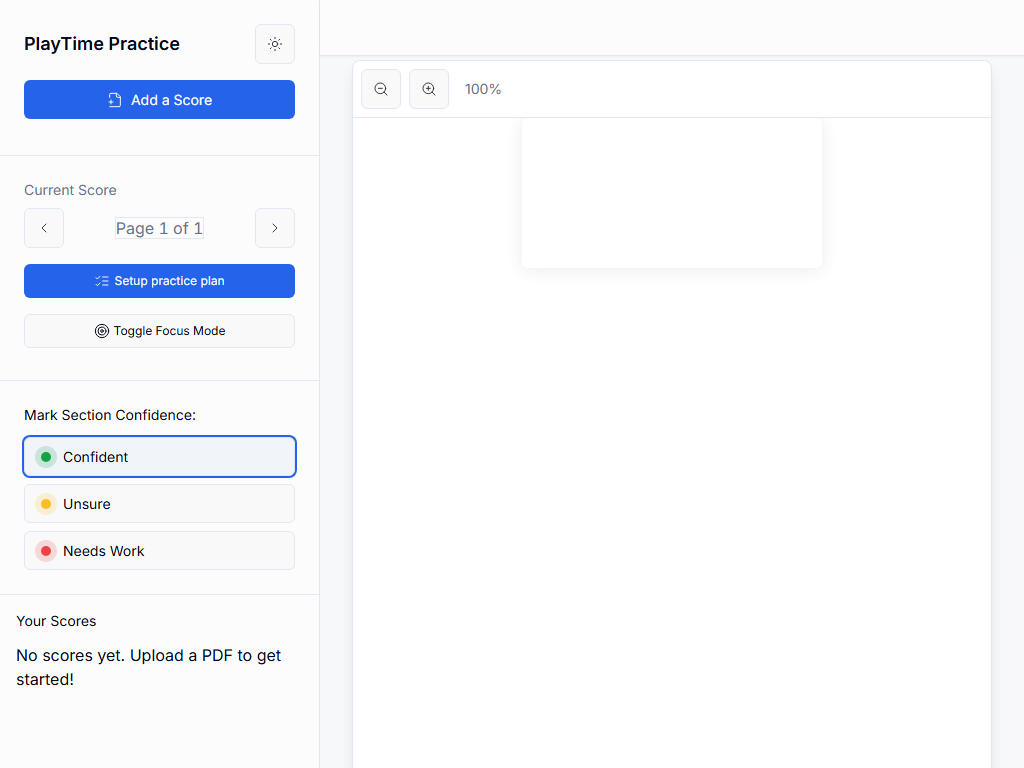 PlayTime Practice
Add a Score
Current Score
Page 1 of 1
Setup practice plan
Toggle Focus Mode
Mark Section Confidence:
Confident
Unsure
Needs Work
Your Scores
No scores yet. Upload a PDF to get
started!
100%